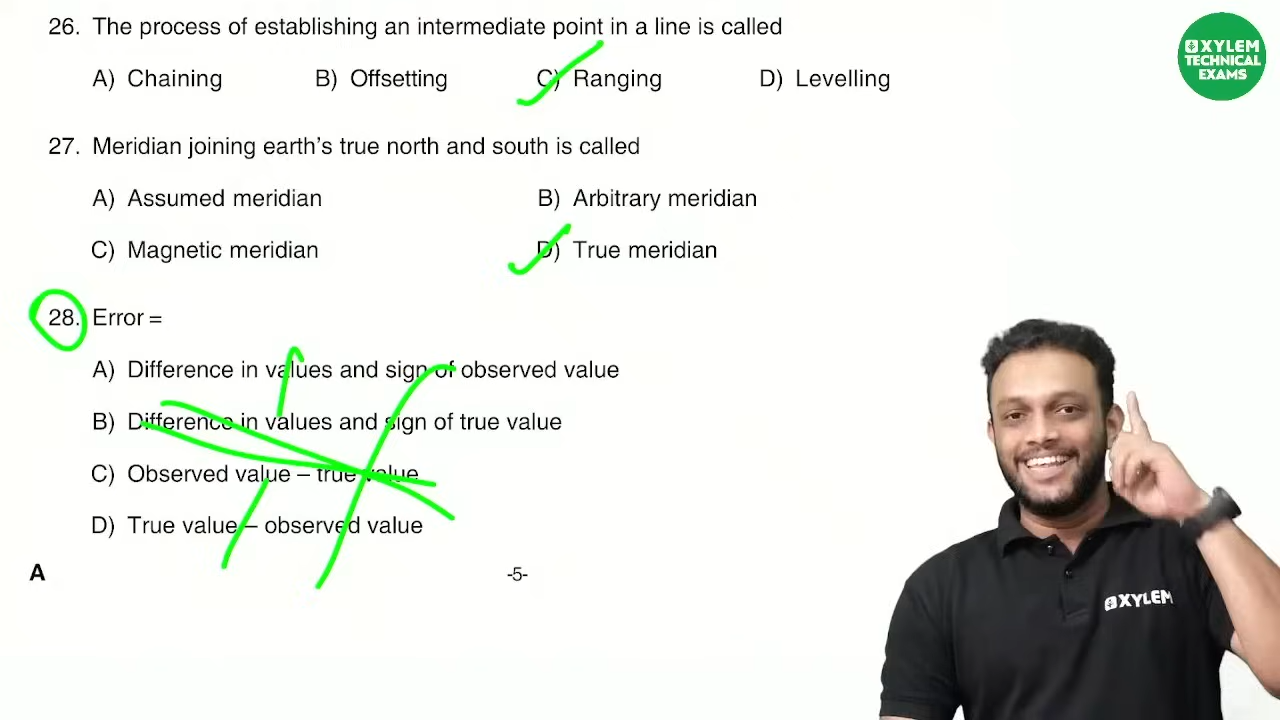 26. The process of establishing an intermediate point in a line is called
A) Chaining B) Offsetting C) Ranging D) Levelling
27. Meridian joining earth's true north and south is called
A) Assumed meridian B) Arbitrary meridian
C) Magnetic meridian D) True meridian
28. Error =
A) Difference in values and sign of observed value
B) Difference in values and sign of true value
C) Observed value – true value
D) True value – observed value
A -5-
XYLEM
TECHNICAL
EXAMS
XYLEM